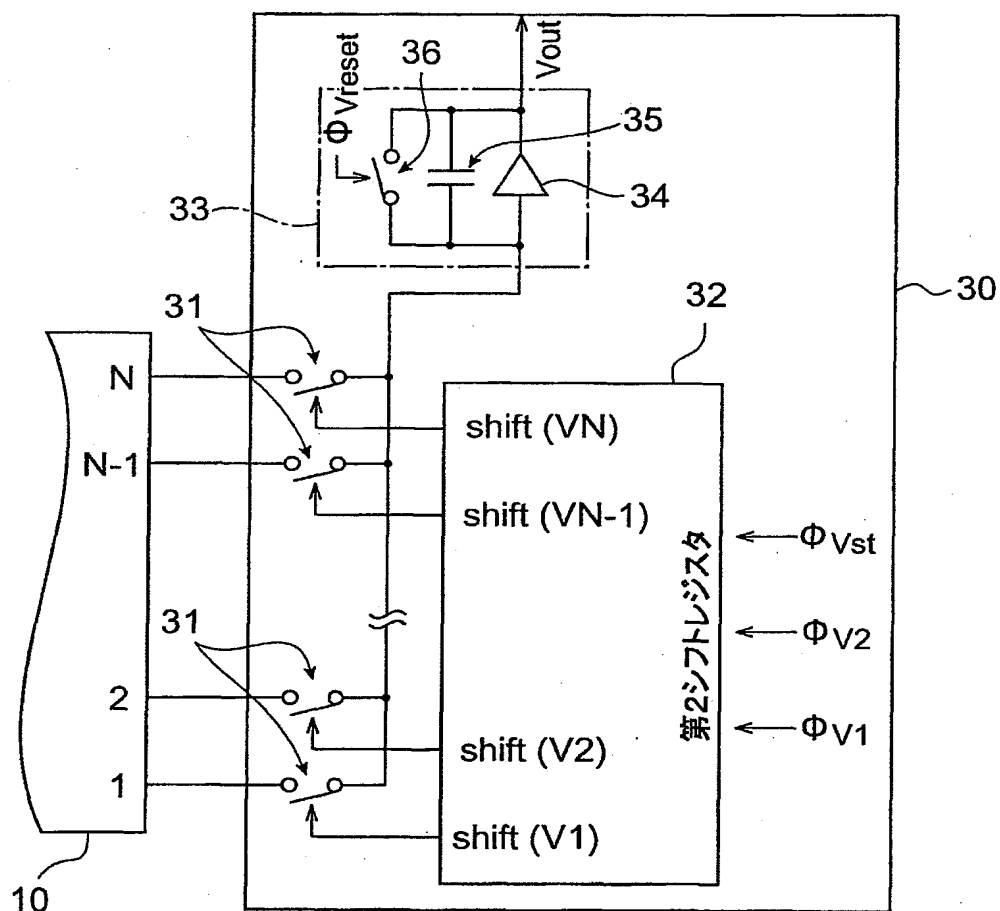 Vout
ΦVreset
36
35
34
33
30
32
31
N
shift (VN)
N-1
shift (VN-1)
第2シフトレジスタ
ΦVst
ΦV2
ΦV1
31
2
shift (V2)
1
shift (V1)
10